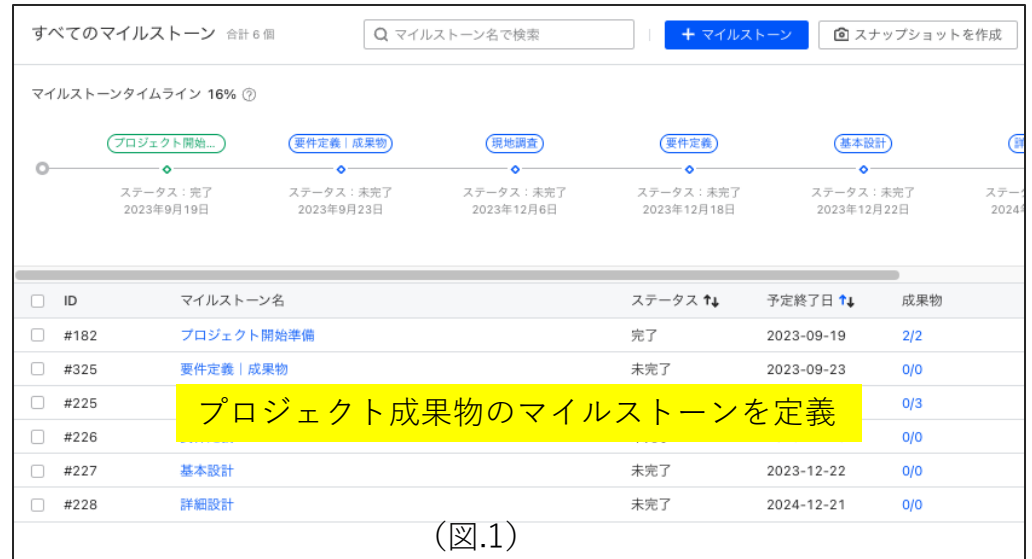 すべてのマイルストーン 合計 6 個 マイルストーン名で検索 + マイルストーン スナップショットを作成
マイルストーンタイムライン 16% ?
プロジェクト開始... 要件定義｜成果物 現地調査 要件定義 基本設計
ステータス：完了 ステータス：未完了 ステータス：未完了 ステータス：未完了 ステータス：未完了
2023年9月19日 2023年9月23日 2023年12月6日 2023年12月18日 2023年12月22日 2024
ID マイルストーン名 ステータス 予定終了日 成果物
#182 プロジェクト開始準備 完了 2023-09-19 2/2
#325 要件定義｜成果物 未完了 2023-09-23 0/0
#225 0/3
プロジェクト成果物のマイルストーンを定義
#226 0/0
#227 基本設計 未完了 2023-12-22 0/0
#228 詳細設計 未完了 2024-12-21 0/0
（図.1）